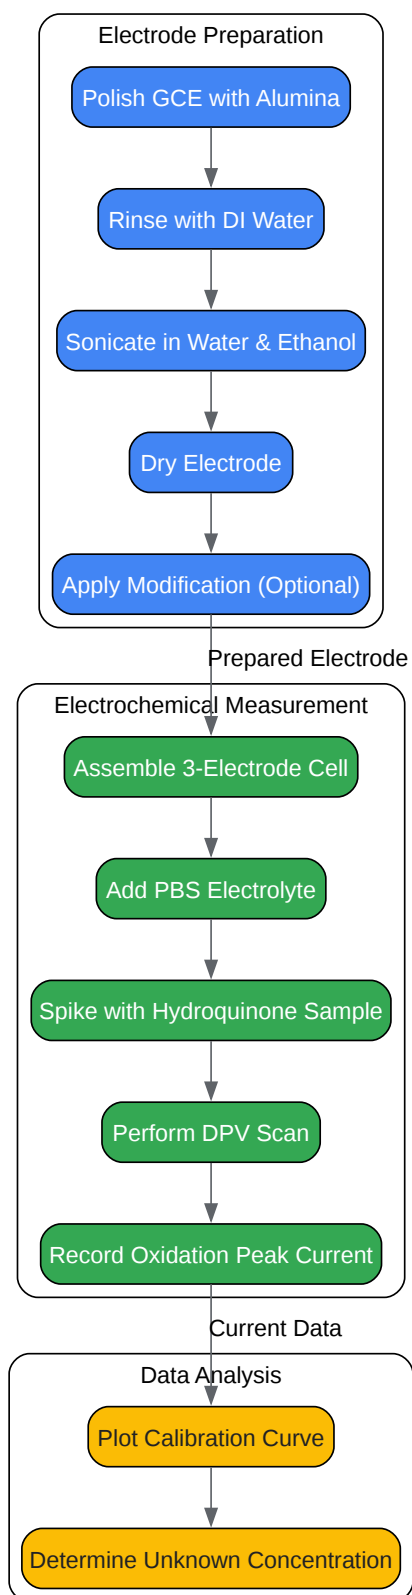 Electrode Preparation
Polish GCE with Alumina
Rinse with DI Water
Sonicate in Water & Ethanol
Dry Electrode
Apply Modification (Optional)
Prepared Electrode
Electrochemical Measurement
Assemble 3-Electrode Cell
Add PBS Electrolyte
Spike with Hydroquinone Sample
Perform DPV Scan
Record Oxidation Peak Current
Current Data
Data Analysis
Plot Calibration Curve
Determine Unknown Concentration